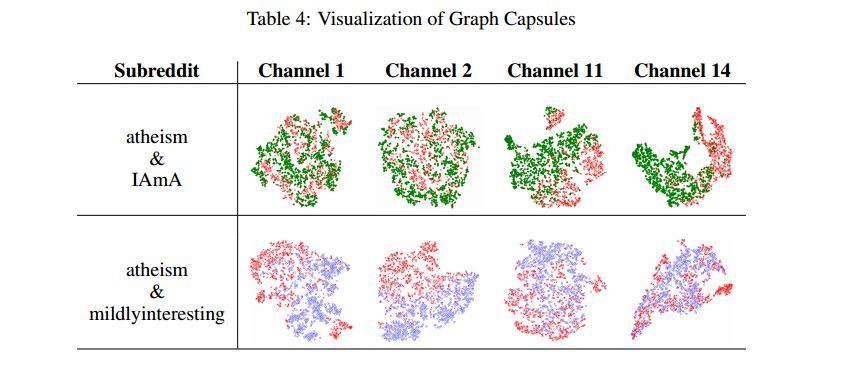 Table 4: Visualization of Graph Capsules
Subreddit Channel 1 Channel 2 Channel 11 Channel 14
atheism
&
IAmA
atheism
&
mildlyinteresting